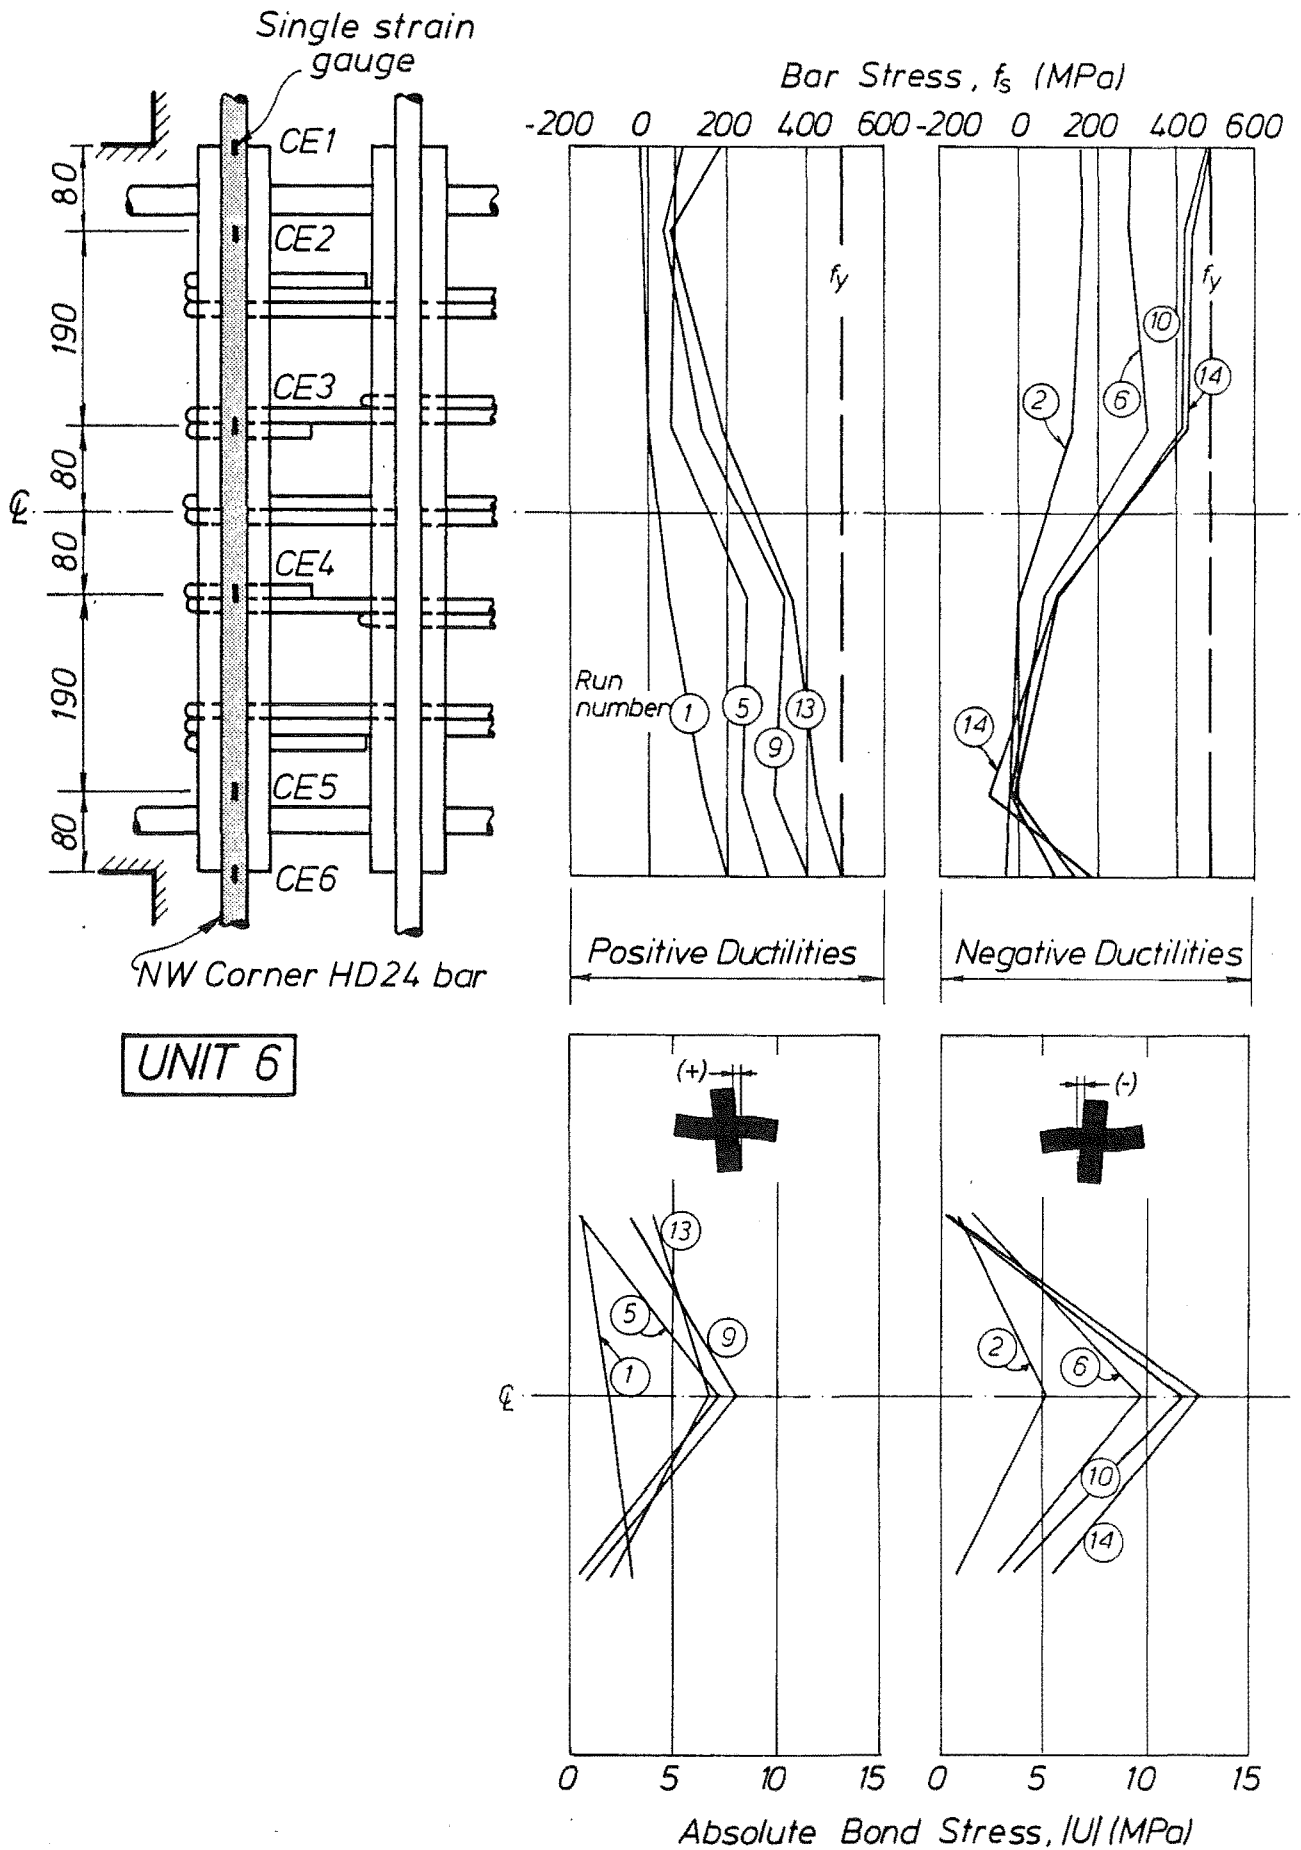 Single strain
gauge
CE1
CE2
CE3
CE4
CE5
CE6
80
190
80
80
190
80
℄
NW Corner HD24 bar
UNIT 6
Bar Stress, fs (MPa)
-200 0 200 400 600
-200 0 200 400 600
fy
fy
Run
number
1
5
9
13
2
6
10
14
14
Positive Ductilities
Negative Ductilities
(+)
(-)
13
5
9
1
2
6
10
14
℄
0 5 10 15
0 5 10 15
Absolute Bond Stress, |U| (MPa)